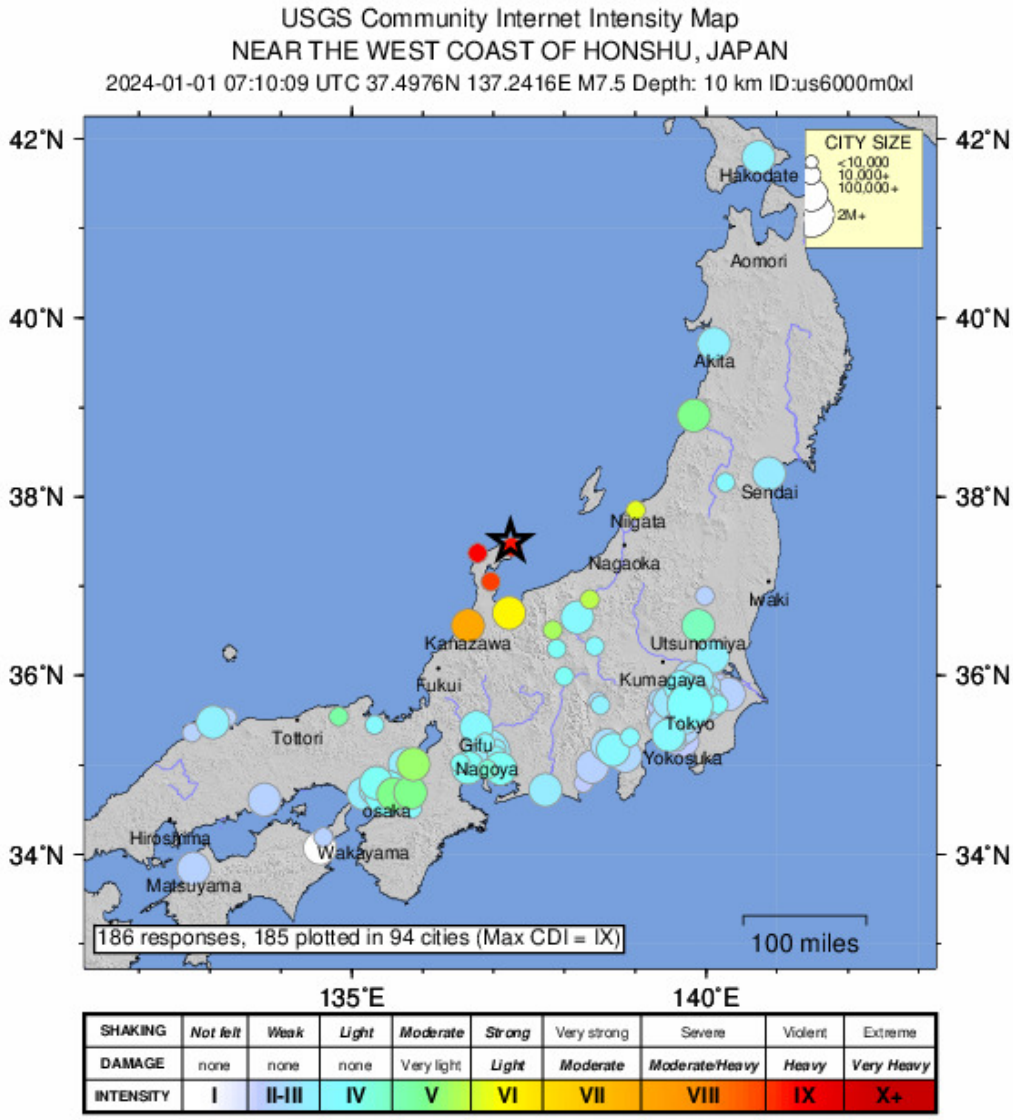 USGS Community Internet Intensity Map
NEAR THE WEST COAST OF HONSHU, JAPAN
2024-01-01 07:10:09 UTC 37.4976N 137.2416E M7.5 Depth: 10 km ID:us6000m0xl
42˚N
42˚N
CITY SIZE
<10,000
10,000+
100,000+
2M+
Hakodate
Aomori
40˚N
40˚N
Akita
38˚N
38˚N
Sendai
Niigata
Nagaoka
Iwaki
Kanazawa
Utsunomiya
36˚N
36˚N
Fukui
Kumagaya
Tottori
Tokyo
Gifu
Nagoya
Yokosuka
osaka
Hiroshima
34˚N
34˚N
Wakayama
Matsuyama
186 responses, 185 plotted in 94 cities (Max CDI = IX)
100 miles
135˚E
140˚E
SHAKING Not felt Weak Light Moderate Strong Very strong Severe Violent Extreme
DAMAGE none none none Very light Light Moderate Moderate/Heavy Heavy Very Heavy
INTENSITY I II-III IV V VI VII VIII IX X+